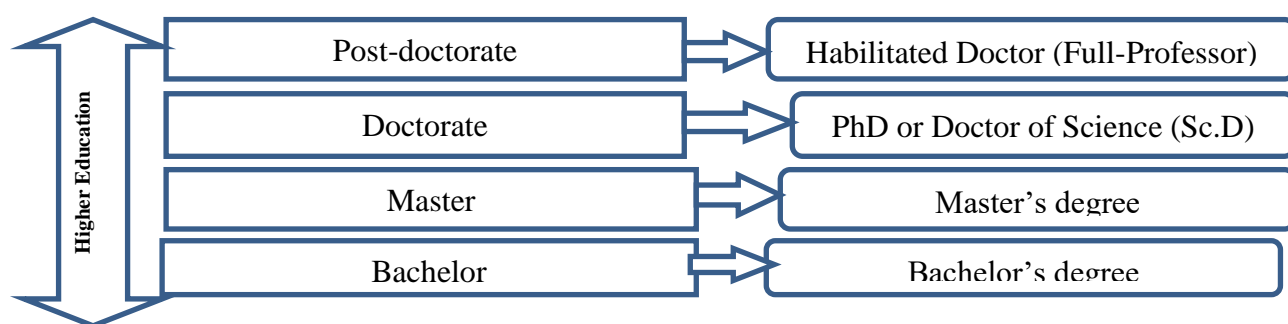 Higher Education
Post-doctorate
Habilitated Doctor (Full-Professor)
Doctorate
PhD or Doctor of Science (Sc.D)
Master
Master’s degree
Bachelor
Bachelor’s degree